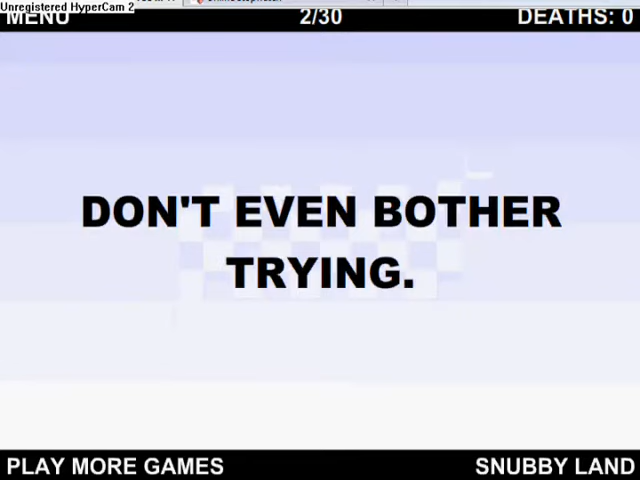 Unregistered HyperCam 2
MENU
2/30
DEATHS: 0
DON'T EVEN BOTHER
TRYING.
PLAY MORE GAMES
SNUBBY LAND